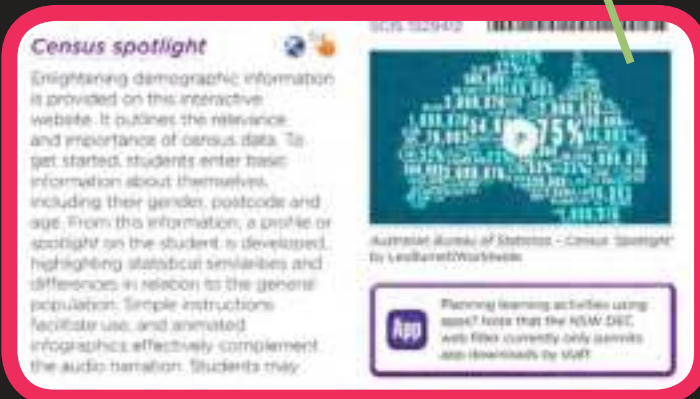 Census spotlight
Enlightening demographic information
is provided on this interactive
website. It outlines the relevance
and importance of census data. To
get started, students enter basic
information about themselves,
including their gender, postcode and
age. From this information, a profile or
spotlight on the student is developed,
highlighting statistical similarities and
differences in relation to the general
population. Simple instructions
facilitate use, and animated
infographics effectively complement
the audio narration. Students may
SCIS
75%
Australian Bureau of Statistics - Census Spotlight
by LeoBurnettWorldwide
App
Planning learning activities using
apps? Note that the NSW DEC
web filter currently only permits
app downloads by staff